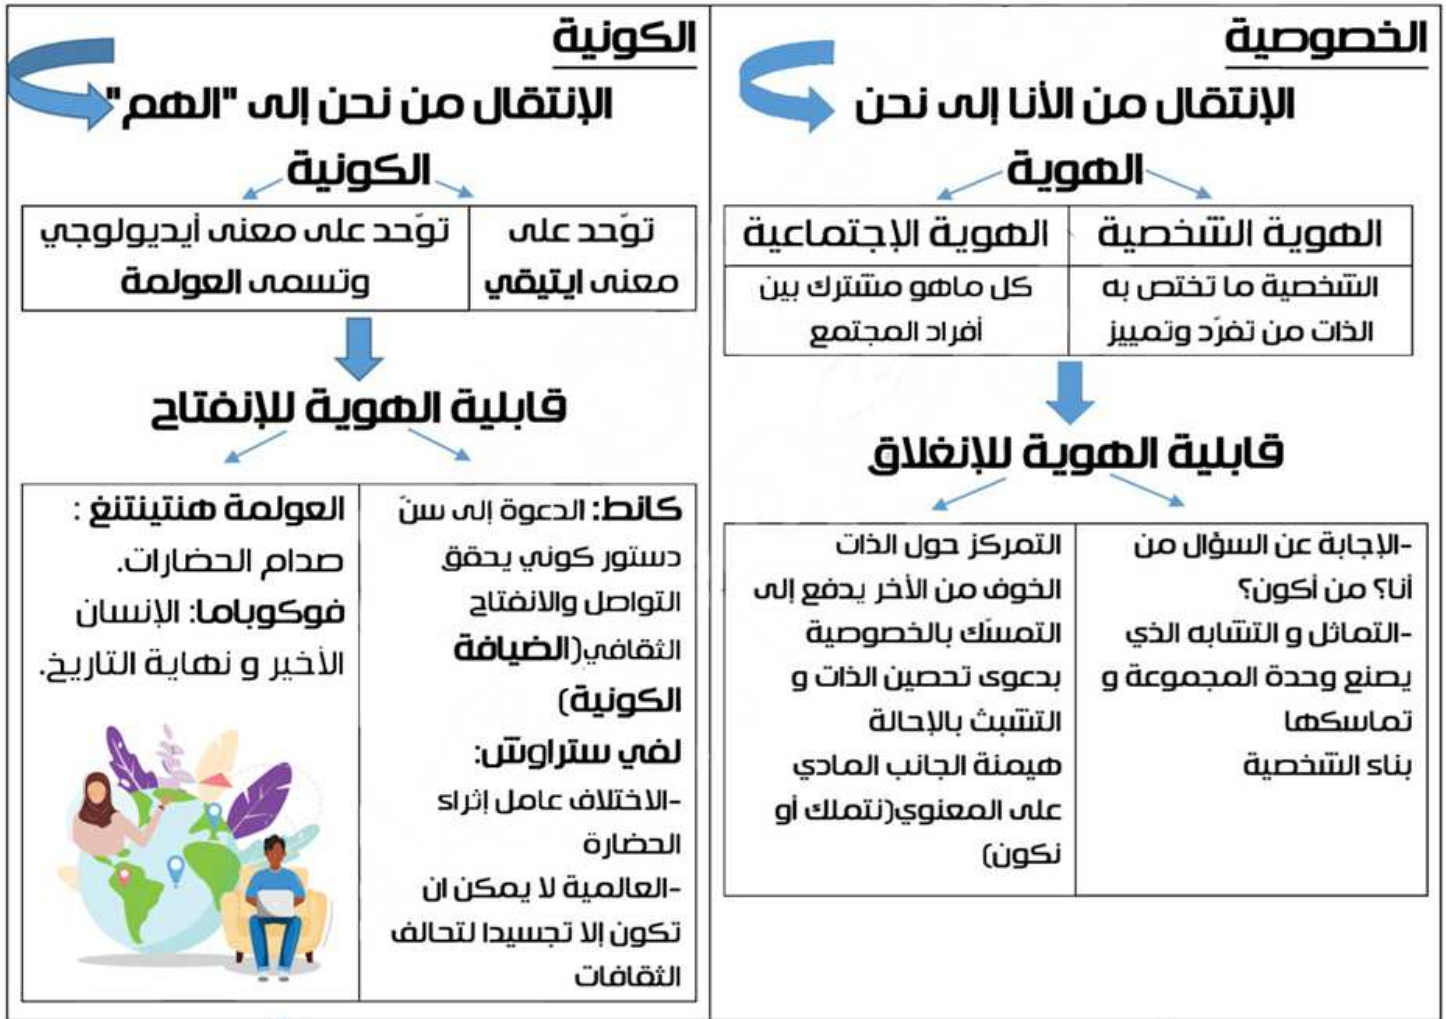 الخصوصية
الإنتقال من الأنا إلى نحن
الهوية
الهوية الشخصية
الشخصية ما تختص به
الذات من تفرّد وتمييز
الهوية الإجتماعية
كل ماهو مشترك بين
أفراد المجتمع
قابلية الهوية للإنغلاق
-الإجابة عن السؤال من
أنا؟ من أكون؟
-التماثل و التشابه الذي
يصنع وحدة المجموعة و
تماسكها
بناء الشخصية
التمركز حول الذات
الخوف من الأخر يدفع إلى
التمسّك بالخصوصية
بدعوى تحصين الذات و
التشبث بالإحالة
هيمنة الجانب المادي
على المعنوي(نتملك أو
نكون)
الكونية
الإنتقال من نحن إلى "الهم"
الكونية
توّحد على
معنى ايتيقي
توّحد على معنى أيديولوجي
وتسمى العولمة
قابلية الهوية للإنفتاح
كانط: الدعوة إلى سنّ
دستور كوني يحقق
التواصل والانفتاح
الثقافي(الضيافة
الكونية)
لفي ستراوش:
-الاختلاف عامل إثراء
الحضارة
-العالمية لا يمكن ان
تكون إلا تجسيدا لتحالف
الثقافات
العولمة هنتينتنغ :
صدام الحضارات.
فوكوباما: الإنسان
الأخير و نهاية التاريخ.